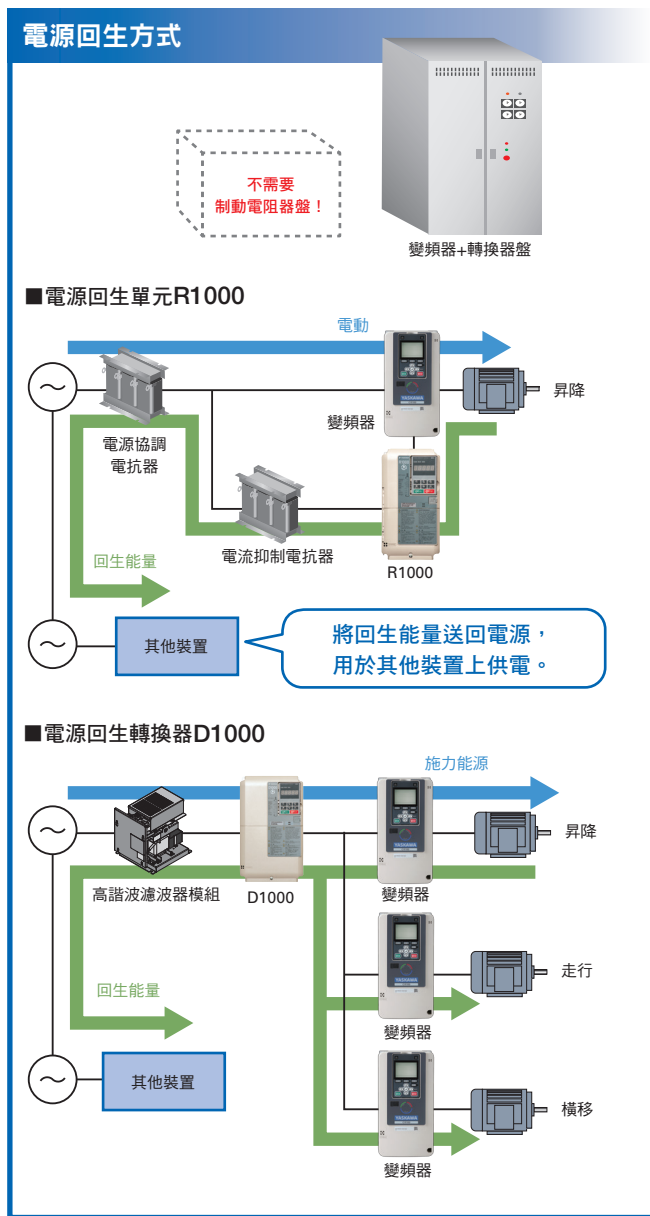 電源回生方式
不需要
制動電阻器盤！
變頻器+轉換器盤
■電源回生單元R1000
電動
變頻器
昇降
電源協調
電抗器
電流抑制電抗器
R1000
回生能量
其他裝置
將回生能量送回電源，
用於其他裝置上供電。
■電源回生轉換器D1000
施力能源
高諧波濾波器模組
D1000
變頻器
昇降
回生能量
變頻器
走行
其他裝置
變頻器
橫移
YASKAWA
YASKAWA
YASKAWA
YASKAWA